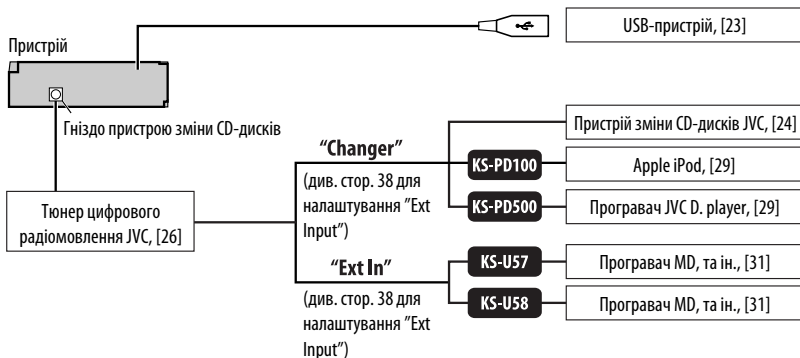 USB-пристрій, [23]
Пристрій
Гніздо пристрою зміни CD-дисків
Пристрій зміни CD-дисків JVC, [24]
"Changer"
(див. стор. 38 для
налаштування "Ext
Input")
KS-PD100
Apple iPod, [29]
KS-PD500
Програвач JVC D. player, [29]
Тюнер цифрового
радіомовлення JVC, [26]
"Ext In"
(див. стор. 38 для
налаштування "Ext
Input")
KS-U57
Програвач MD, та ін., [31]
KS-U58
Програвач MD, та ін., [31]